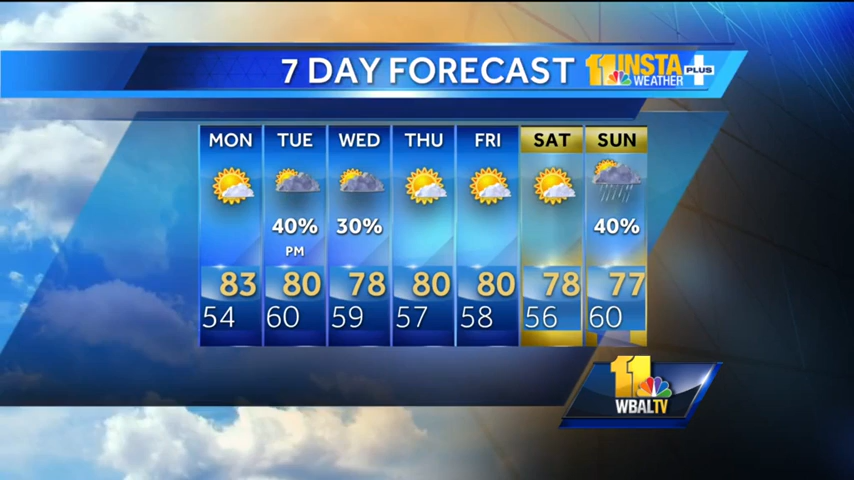 7 DAY FORECAST 11 INSTA WEATHER PLUS
MON TUE WED THU FRI SAT SUN
40% 30% 40%
PM
83 80 78 80 80 78 77
54 60 59 57 58 56 60
11
WBALTV